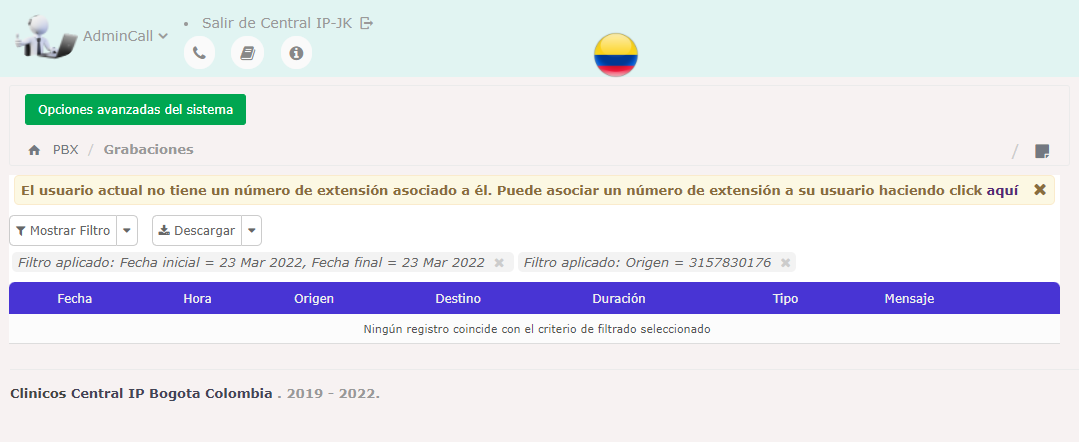 Salir de Central IP-JK
AdminCall
Opciones avanzadas del sistema
PBX / Grabaciones /
El usuario actual no tiene un número de extensión asociado a él. Puede asociar un número de extensión a su usuario haciendo click aquí
Mostrar Filtro Descargar
Filtro aplicado: Fecha inicial = 23 Mar 2022, Fecha final = 23 Mar 2022 Filtro aplicado: Origen = 3157830176
Fecha Hora Origen Destino Duración Tipo Mensaje
Ningún registro coincide con el criterio de filtrado seleccionado
Clinicos Central IP Bogota Colombia . 2019 - 2022.